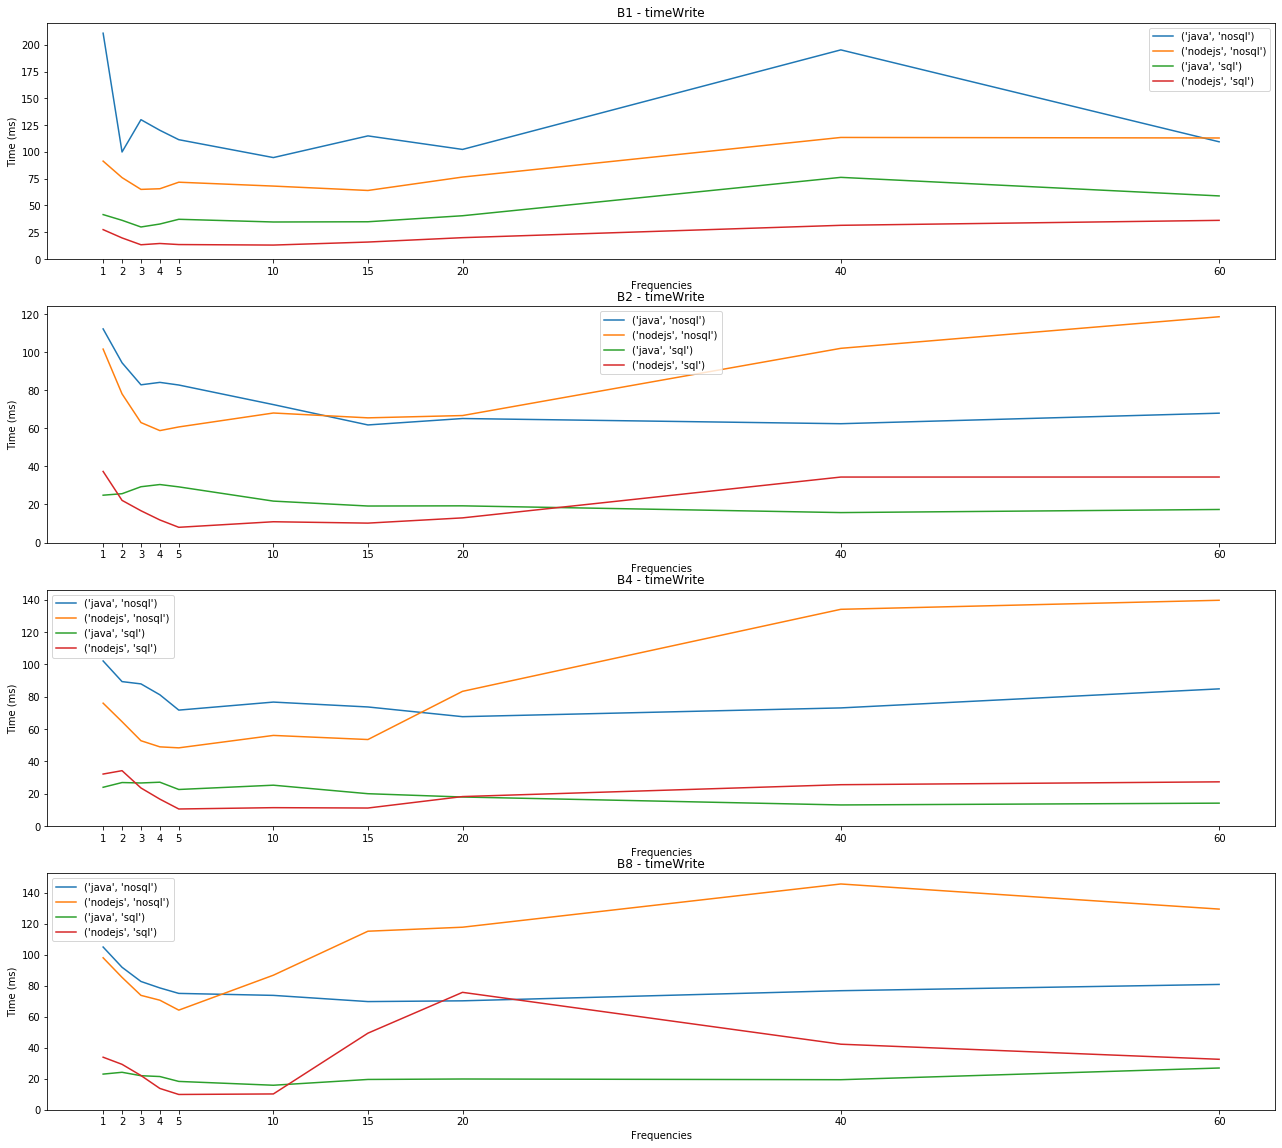 B1 - timeWrite
200
175
150
125
100
75
50
25
0
Time (ms)
('java', 'nosql')
('nodejs', 'nosql')
('java', 'sql')
('nodejs', 'sql')
1 2 3 4 5 10 15 20 40 60
Frequencies
B2 - timeWrite
120
100
80
60
40
20
0
Time (ms)
('java', 'nosql')
('nodejs', 'nosql')
('java', 'sql')
('nodejs', 'sql')
1 2 3 4 5 10 15 20 40 60
Frequencies
B4 - timeWrite
140
120
100
80
60
40
20
0
Time (ms)
('java', 'nosql')
('nodejs', 'nosql')
('java', 'sql')
('nodejs', 'sql')
1 2 3 4 5 10 15 20 40 60
Frequencies
B8 - timeWrite
140
120
100
80
60
40
20
0
Time (ms)
('java', 'nosql')
('nodejs', 'nosql')
('java', 'sql')
('nodejs', 'sql')
1 2 3 4 5 10 15 20 40 60
Frequencies